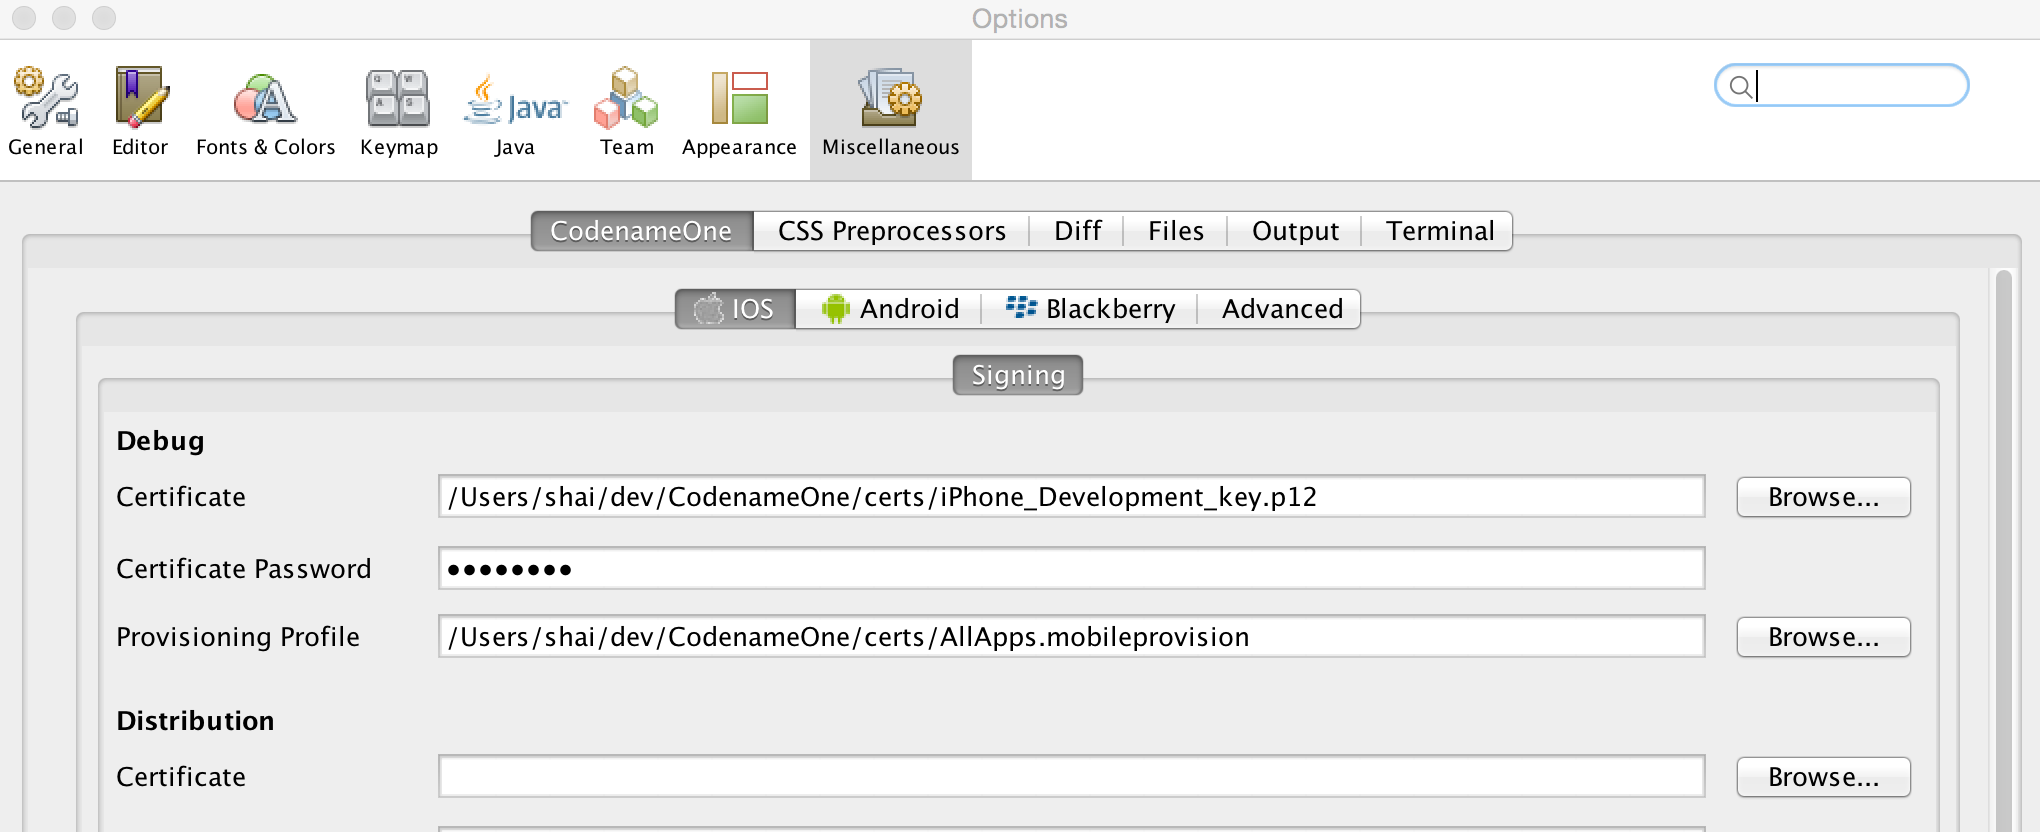 Options
General
Editor
Fonts & Colors
Keymap
Java
Java
Team
Appearance
Miscellaneous
CodenameOne
CSS Preprocessors
Diff
Files
Output
Terminal
IOS
Android
Blackberry
Advanced
Signing
Debug
Certificate
/Users/shai/dev/CodenameOne/certs/iPhone_Development_key.p12
Browse...
Certificate Password
••••••••
Provisioning Profile
/Users/shai/dev/CodenameOne/certs/AllApps.mobileprovision
Browse...
Distribution
Certificate
Browse...